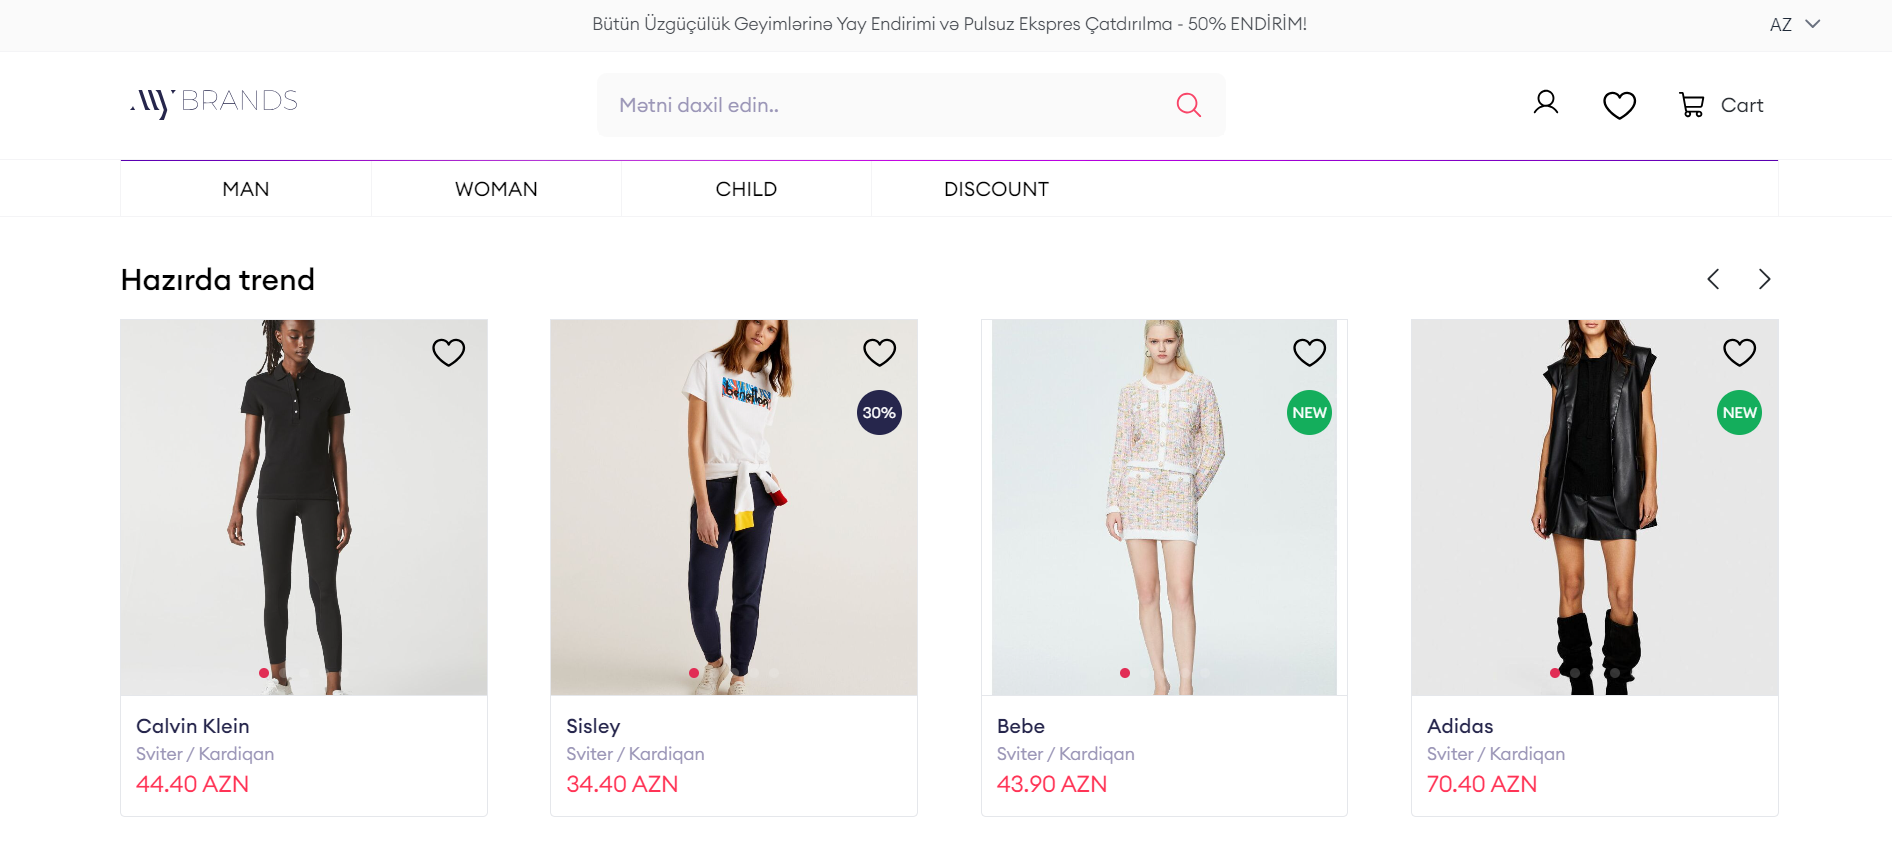 Bütün Üzgüçülük Geyimlərinə Yay Endirimi və Pulsuz Ekspres Çatdırılma - 50% ENDİRİM!
AZ
My BRANDS
Mətni daxil edin..
Cart
MAN
WOMAN
CHILD
DISCOUNT
Hazırda trend
benetton
30%
NEW
NEW
Calvin Klein
Sviter / Kardiqan
44.40 AZN
Sisley
Sviter / Kardiqan
34.40 AZN
Bebe
Sviter / Kardiqan
43.90 AZN
Adidas
Sviter / Kardiqan
70.40 AZN